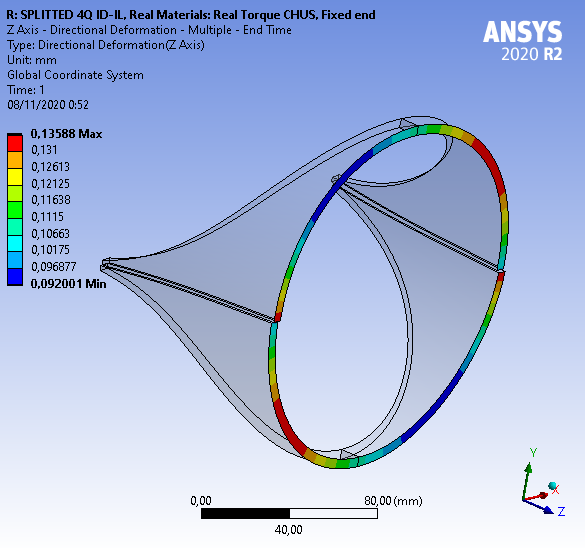 R: SPLITTED 4Q ID-IL, Real Materials: Real Torque CHUS, Fixed end
Z Axis - Directional Deformation - Multiple - End Time
Type: Directional Deformation(Z Axis)
Unit: mm
Global Coordinate System
Time: 1
08/11/2020 0:52
ANSYS
2020 R2
0,13588 Max
0,131
0,12613
0,12125
0,11638
0,1115
0,10663
0,10175
0,096877
0,092001 Min
0,00
80,00 (mm)
40,00
Y
X
Z